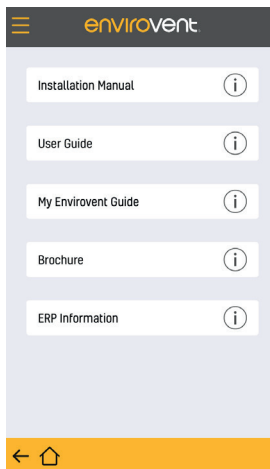 envirovent
Installation Manual
User Guide
My Envirovent Guide
Brochure
ERP Information